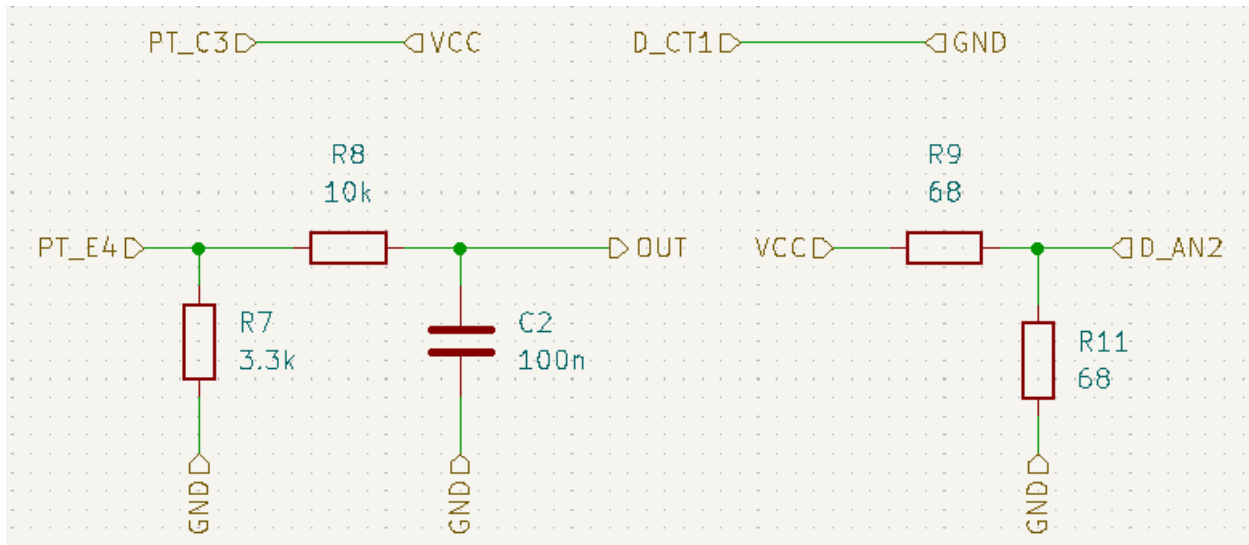 PT_C3
VCC
D_CT1
GND
R8
10k
R9
68
PT_E4
OUT
VCC
D_AN2
R7
3.3k
C2
100n
R11
68
GND
GND
GND